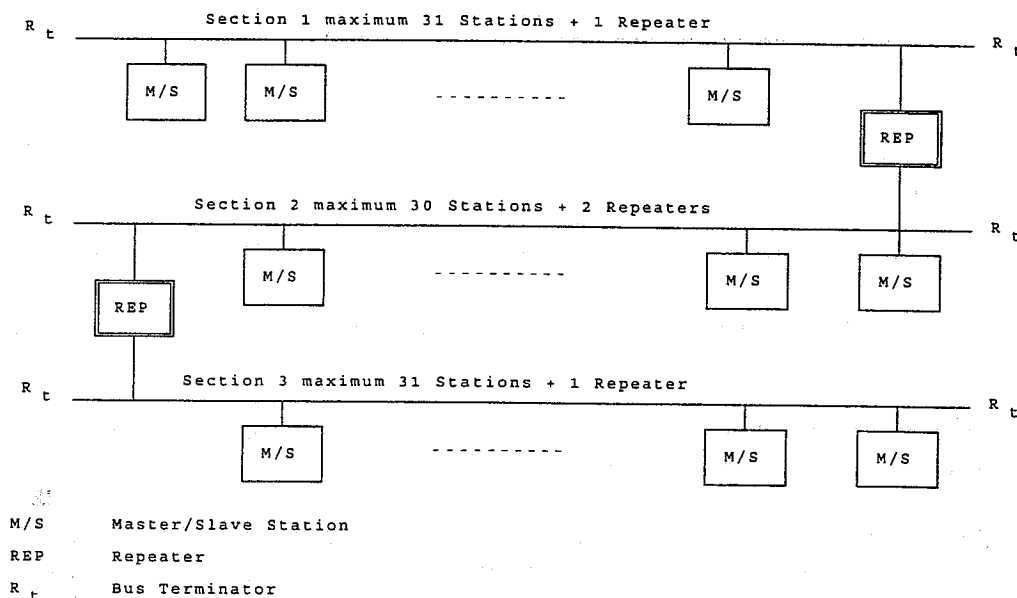 Section 1 maximum 31 Stations + 1 Repeater
R t
R t
M/S
M/S
----------
M/S
REP
Section 2 maximum 30 Stations + 2 Repeaters
R t
R t
M/S
----------
M/S
M/S
REP
Section 3 maximum 31 Stations + 1 Repeater
R t
R t
M/S
----------
M/S
M/S
M/S Master/Slave Station
REP Repeater
R t Bus Terminator